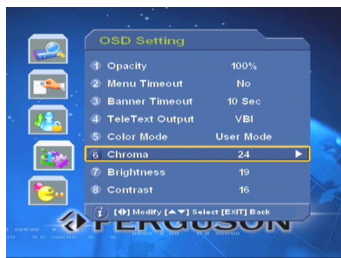 OSD Setting
1 Opacity 100%
2 Menu Timeout No
3 Banner Timeout 10 Sec
4 TeleText Output VBI
5 Color Mode User Mode
6 Chroma 24
7 Brightness 19
8 Contrast 16
i [◀▶] Modify [▲▼] Select [EXIT] Back
FERGUSON